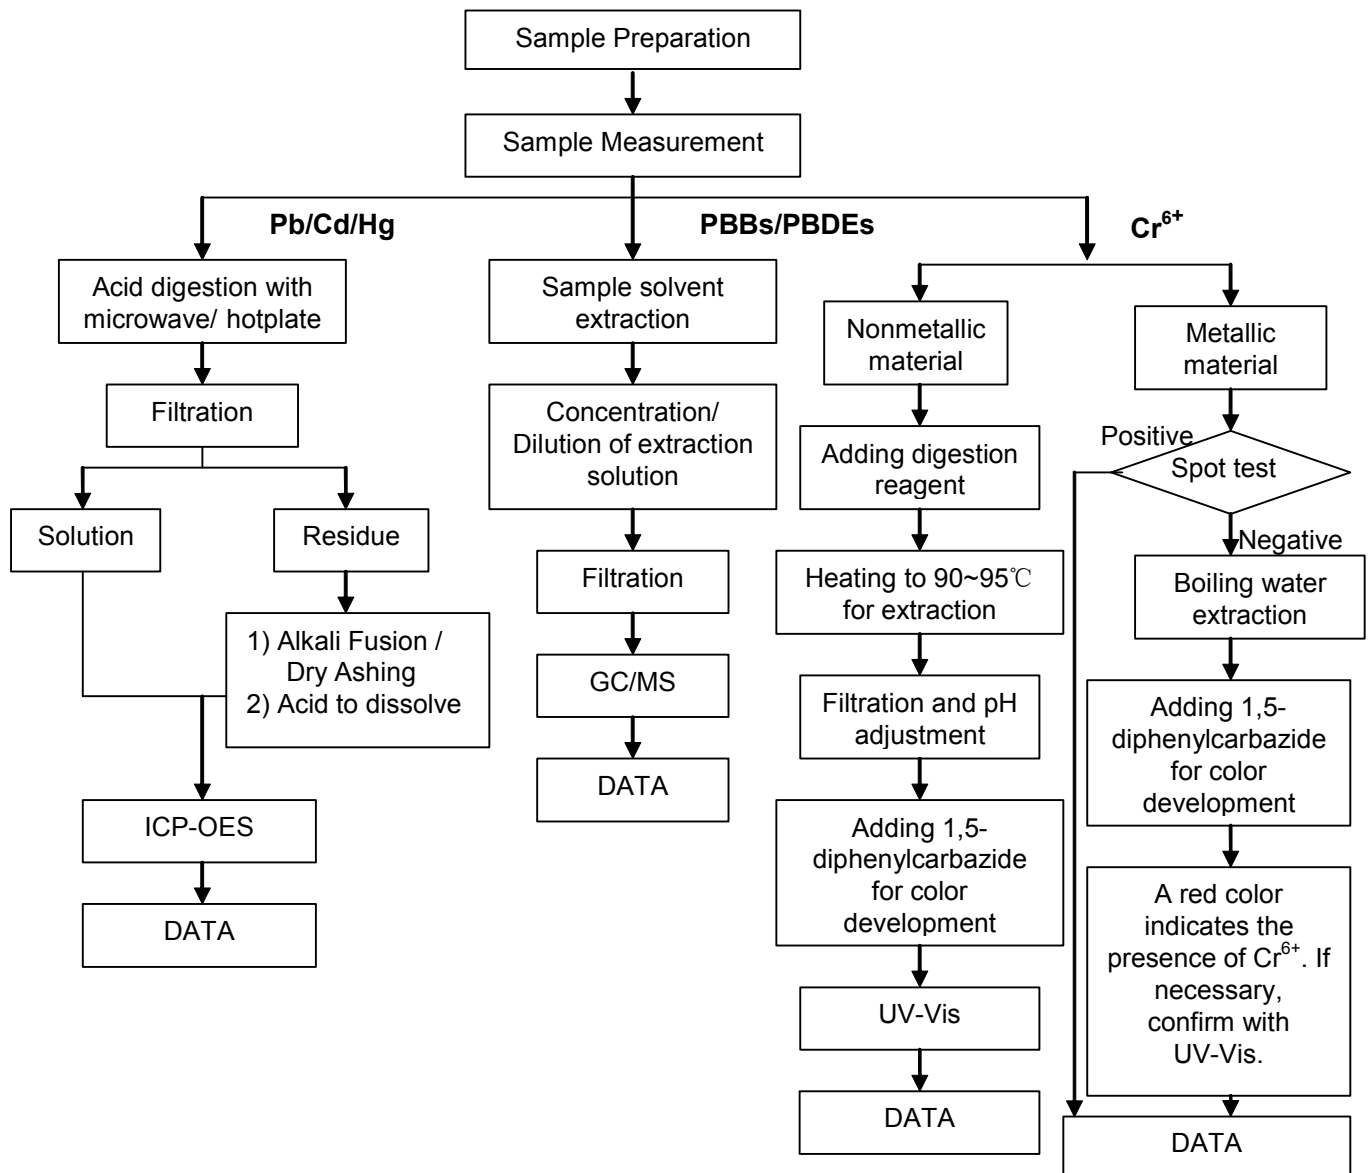 Sample Preparation
Sample Measurement
Pb/Cd/Hg
PBBs/PBDEs
Cr⁶⁺
Acid digestion with
microwave/ hotplate
Filtration
Solution
Residue
1) Alkali Fusion /
Dry Ashing
2) Acid to dissolve
ICP-OES
DATA
Sample solvent
extraction
Concentration/
Dilution of extraction
solution
Filtration
GC/MS
DATA
Nonmetallic
material
Adding digestion
reagent
Heating to 90~95℃
for extraction
Filtration and pH
adjustment
Adding 1,5-
diphenylcarbazide
for color
development
UV-Vis
DATA
Metallic
material
Positive
Spot test
Negative
Boiling water
extraction
Adding 1,5-
diphenylcarbazide
for color
development
A red color
indicates the
presence of Cr⁶⁺. If
necessary,
confirm with
UV-Vis.
DATA